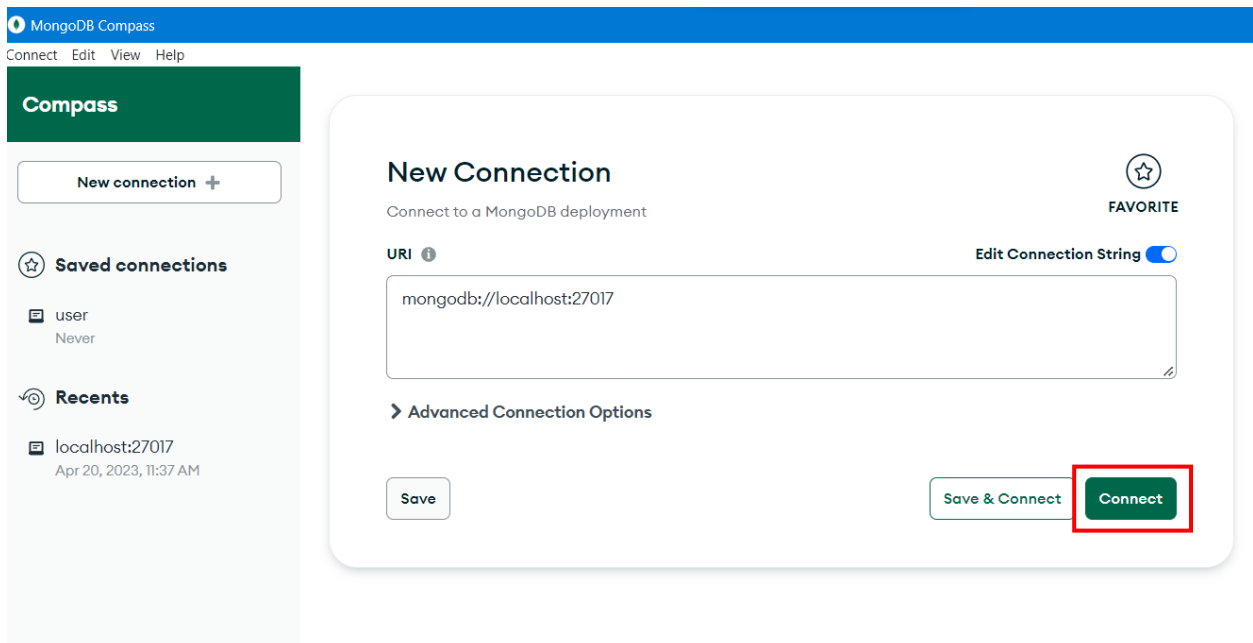 MongoDB Compass
Connect Edit View Help
Compass
New connection
Saved connections
user
Never
Recents
localhost:27017
Apr 20, 2023, 11:37 AM
New Connection
FAVORITE
Connect to a MongoDB deployment
URI
Edit Connection String
mongodb://localhost:27017
Advanced Connection Options
Save
Save & Connect
Connect